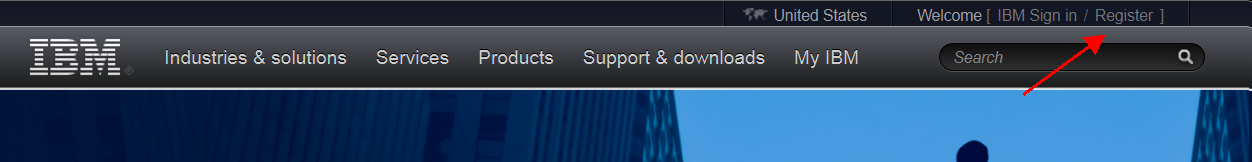 United States Welcome [ IBM Sign in / Register ]
IBM® Industries & solutions Services Products Support & downloads My IBM Search